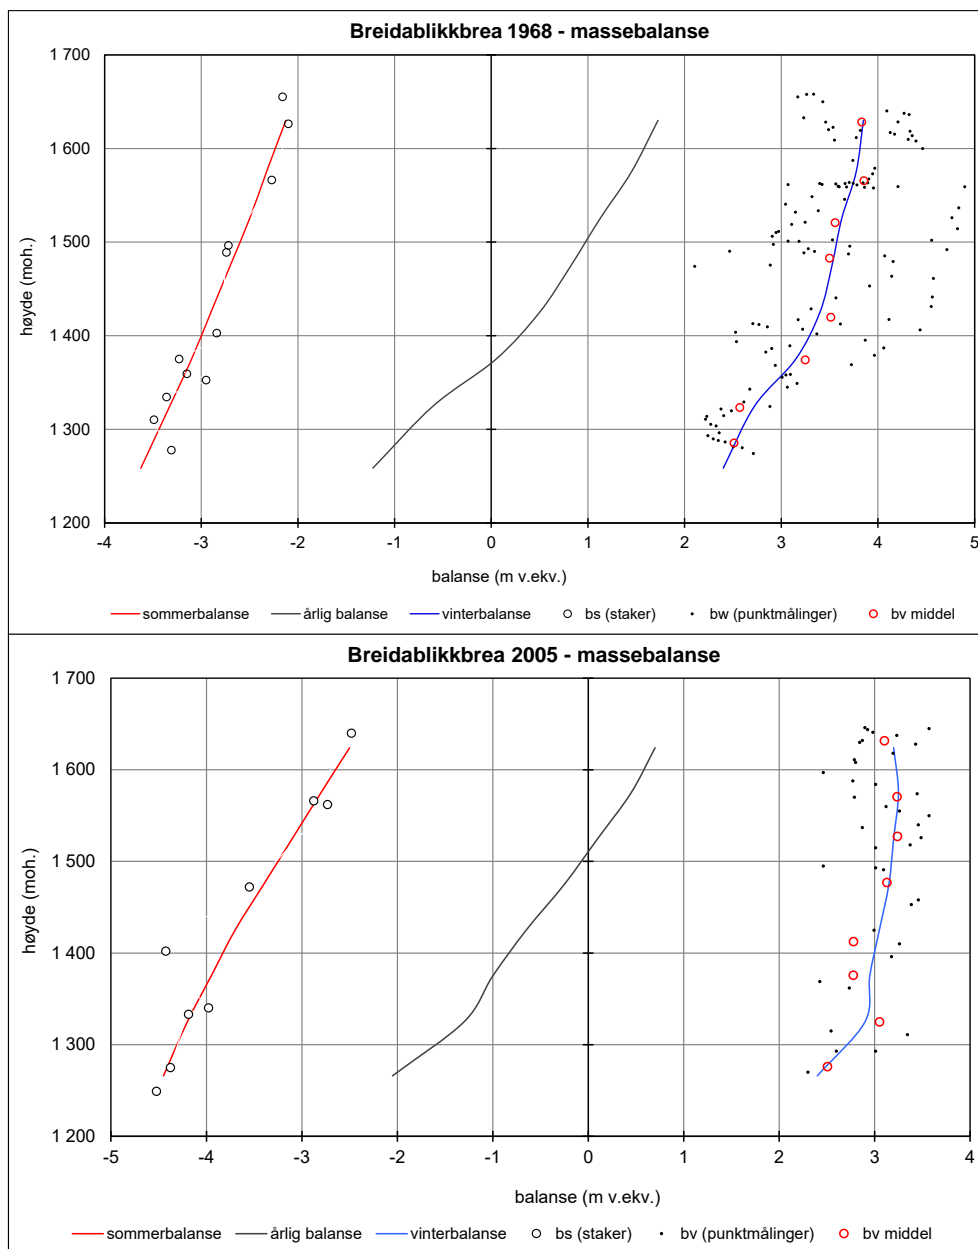 Breidablikkbrea 1968 - massebalanse
1 700
1 600
1 500
1 400
1 300
1 200
høyde (moh.)
-4 -3 -2 -1 0 1 2 3 4 5
balanse (m v.ekv.)
sommerbalanse årlig balanse vinterbalanse bs (staker) bw (punktmålinger) bv middel
Breidablikkbrea 2005 - massebalanse
1 700
1 600
1 500
1 400
1 300
1 200
høyde (moh.)
-5 -4 -3 -2 -1 0 1 2 3 4
balanse (m v.ekv.)
sommerbalanse årlig balanse vinterbalanse bs (staker) bv (punktmålinger) bv middel